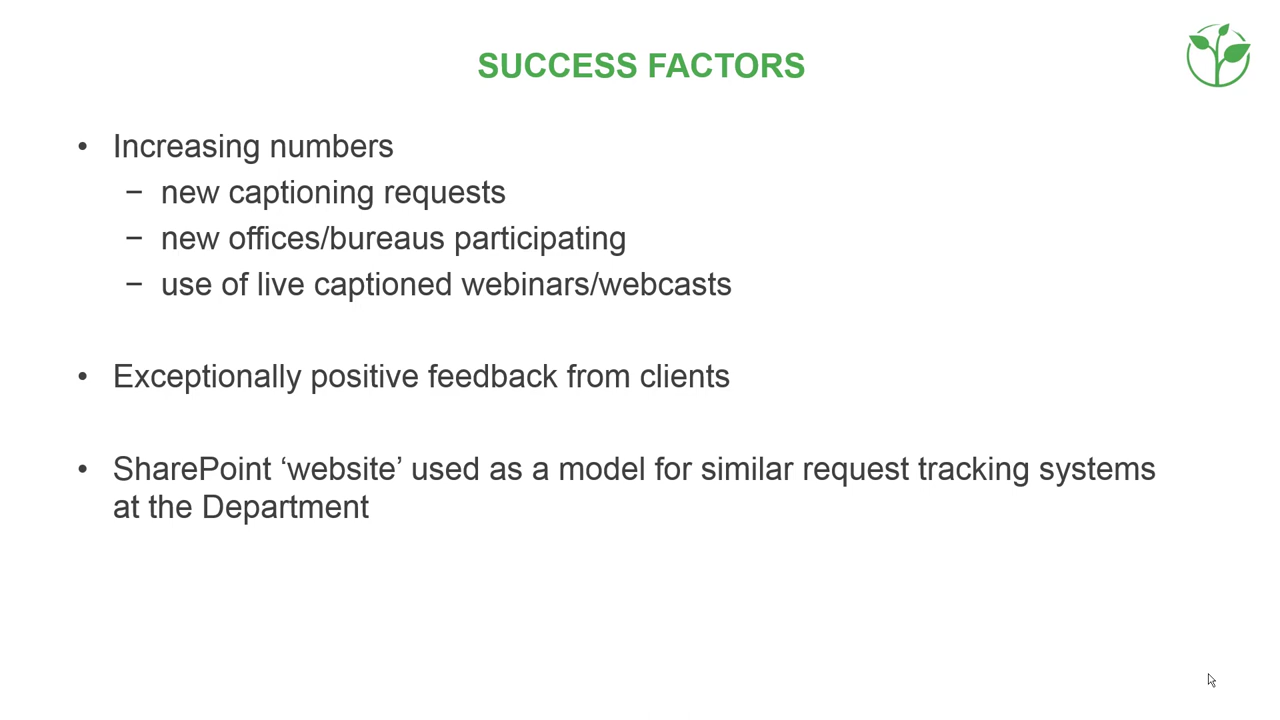 SUCCESS FACTORS
• Increasing numbers
− new captioning requests
− new offices/bureaus participating
− use of live captioned webinars/webcasts
• Exceptionally positive feedback from clients
• SharePoint ‘website’ used as a model for similar request tracking systems
at the Department